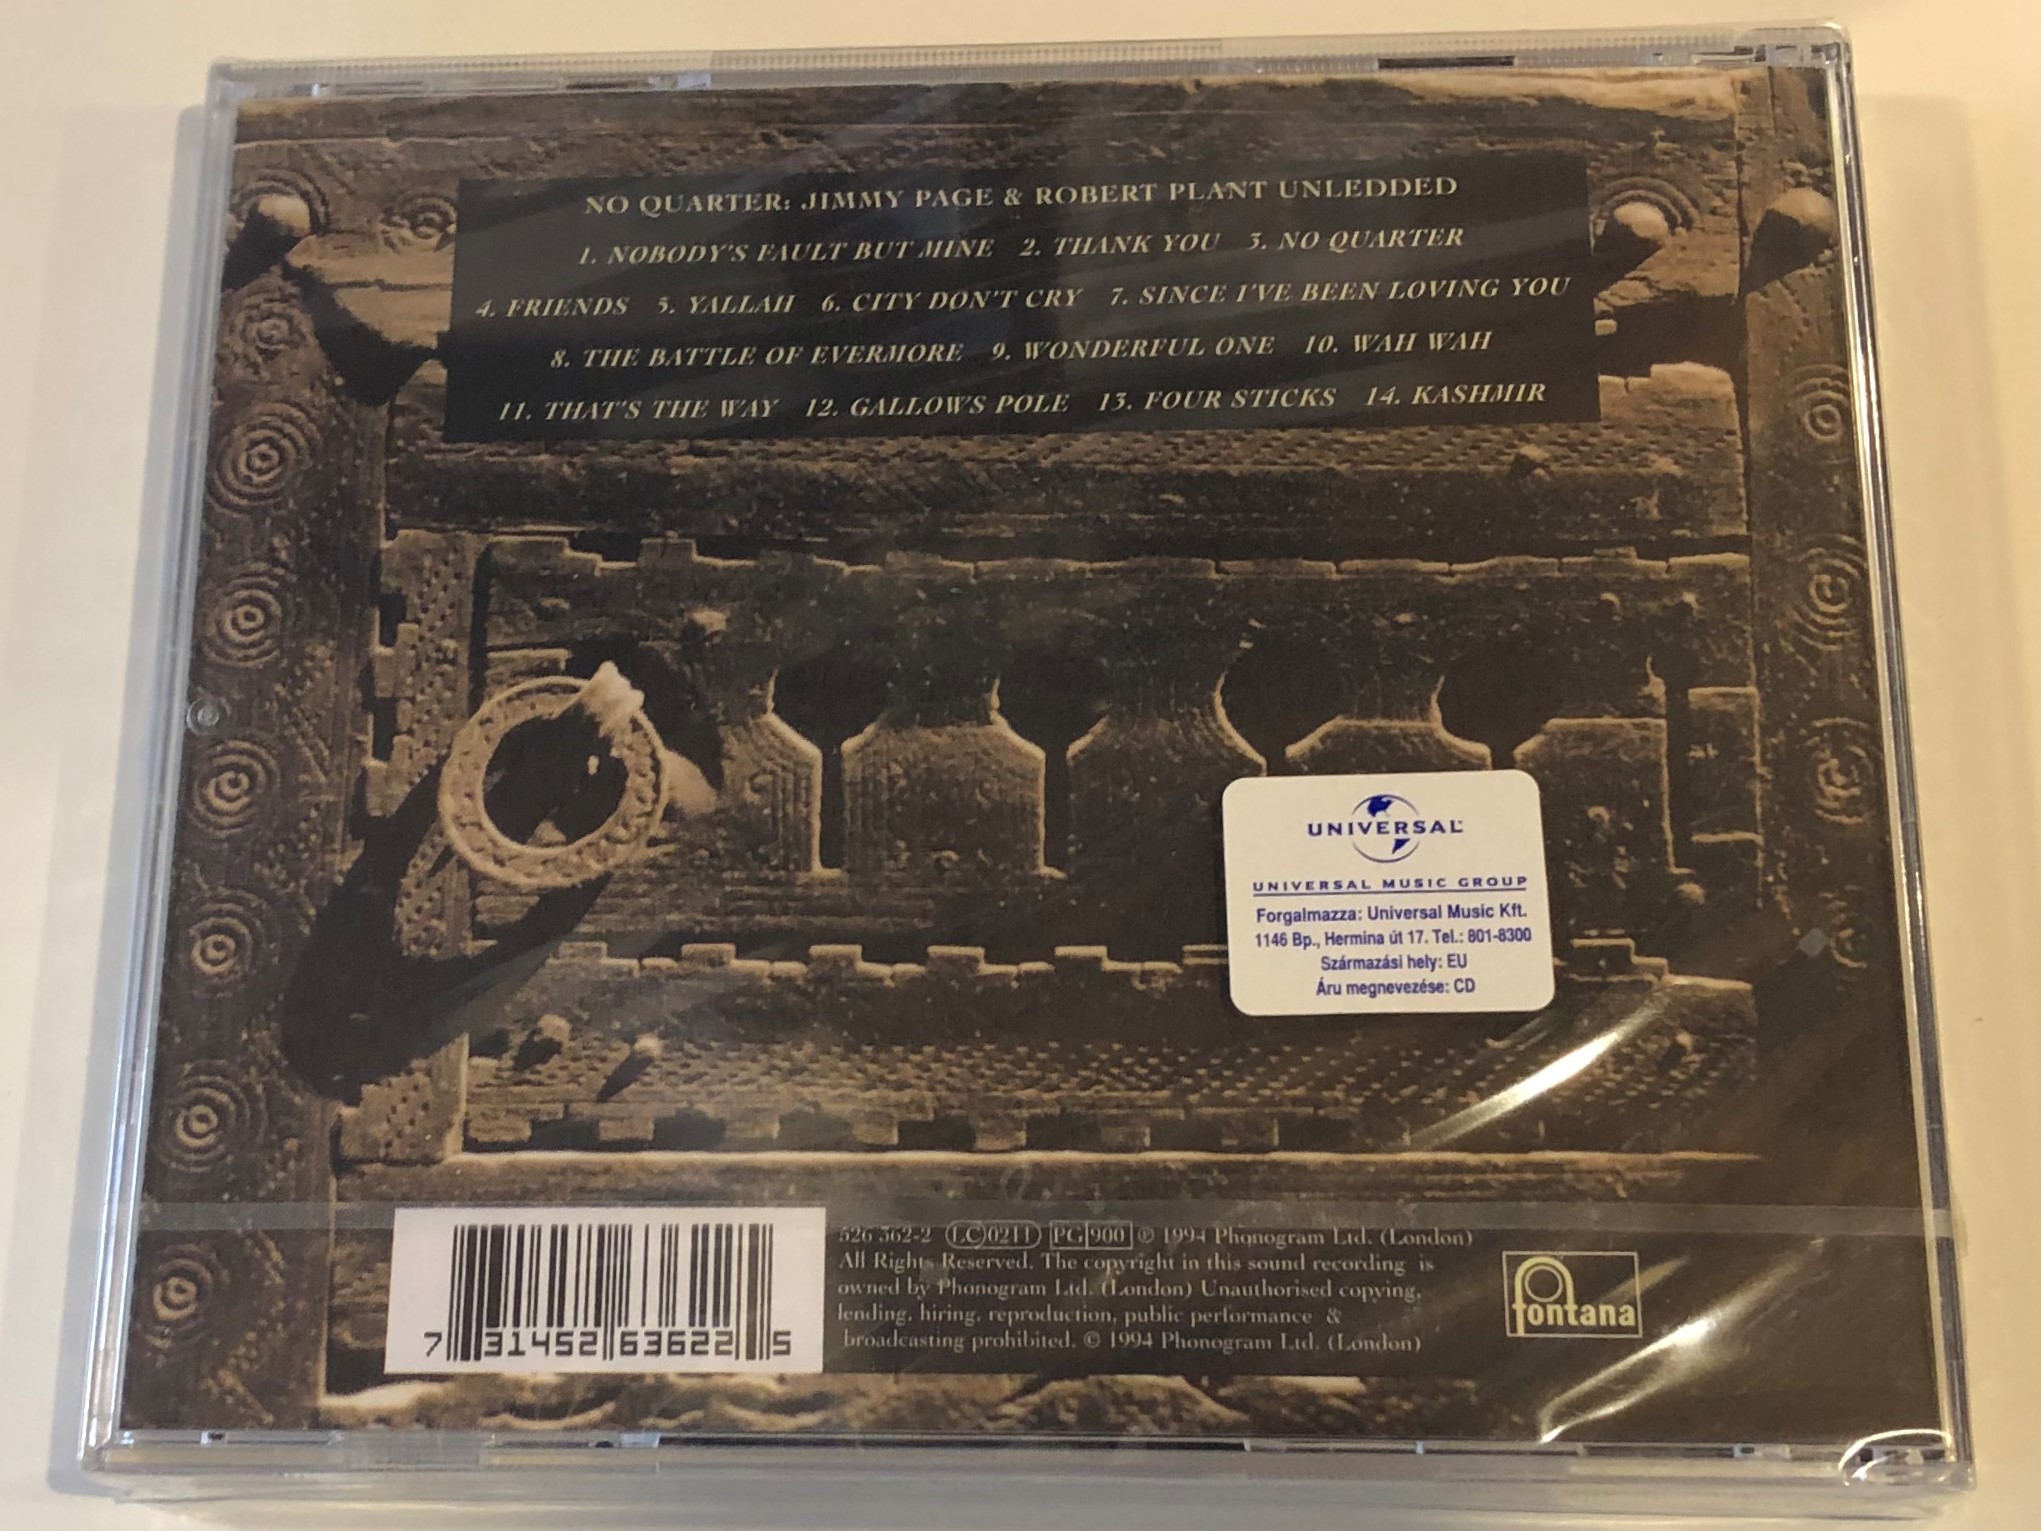 NO QUARTER: JIMMY PAGE & ROBERT PLANT UNLEDDED
1. NOBODY'S FAULT BUT MINE 2. THANK YOU 3. NO QUARTER
4. FRIENDS 5. YALLAH 6. CITY DON'T CRY 7. SINCE I'VE BEEN LOVING YOU
8. THE BATTLE OF EVERMORE 9. WONDERFUL ONE 10. WAH WAH
11. THAT'S THE WAY 12. GALLOWS POLE 13. FOUR STICKS 14. KASHMIR
UNIVERSAL
UNIVERSAL MUSIC GROUP
Forgalmazza: Universal Music Kft.
1146 Bp., Hermina út 17. Tel.: 801-8300
Származási hely: EU
Áru megnevezése: CD
7 31452 63622 5
526 362-2 LC 0211 PG 900 ℗ 1994 Phonogram Ltd. (London)
All Rights Reserved. The copyright in this sound recording is
owned by Phonogram Ltd. (London) Unauthorised copying,
lending, hiring, reproduction, public performance &
broadcasting prohibited. © 1994 Phonogram Ltd. (London)
fontana